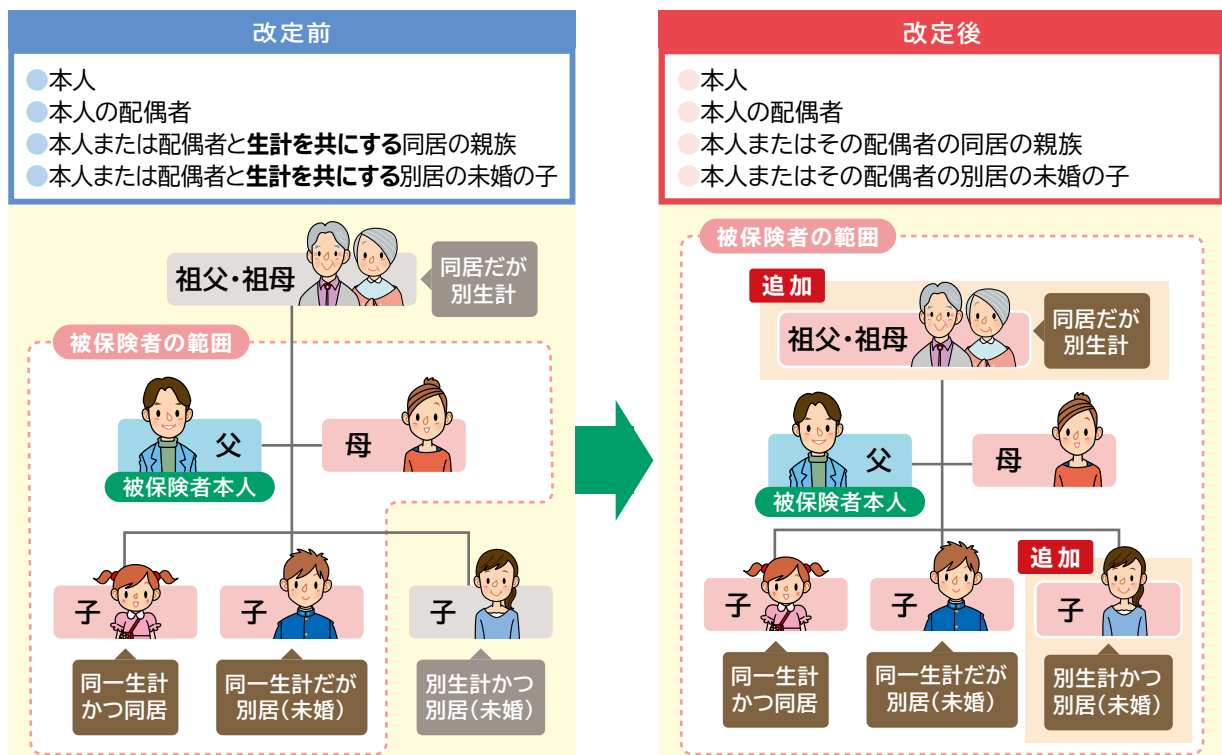 改定前
●本人
●本人の配偶者
●本人または配偶者と生計を共にする同居の親族
●本人または配偶者と生計を共にする別居の未婚の子
祖父・祖母
同居だが
別生計
被保険者の範囲
父
母
被保険者本人
子
子
子
同一生計
かつ同居
同一生計だが
別居(未婚)
別生計かつ
別居(未婚)
改定後
●本人
●本人の配偶者
●本人またはその配偶者の同居の親族
●本人またはその配偶者の別居の未婚の子
被保険者の範囲
追加
祖父・祖母
同居だが
別生計
父
母
被保険者本人
追加
子
子
子
同一生計
かつ同居
同一生計だが
別居(未婚)
別生計かつ
別居(未婚)